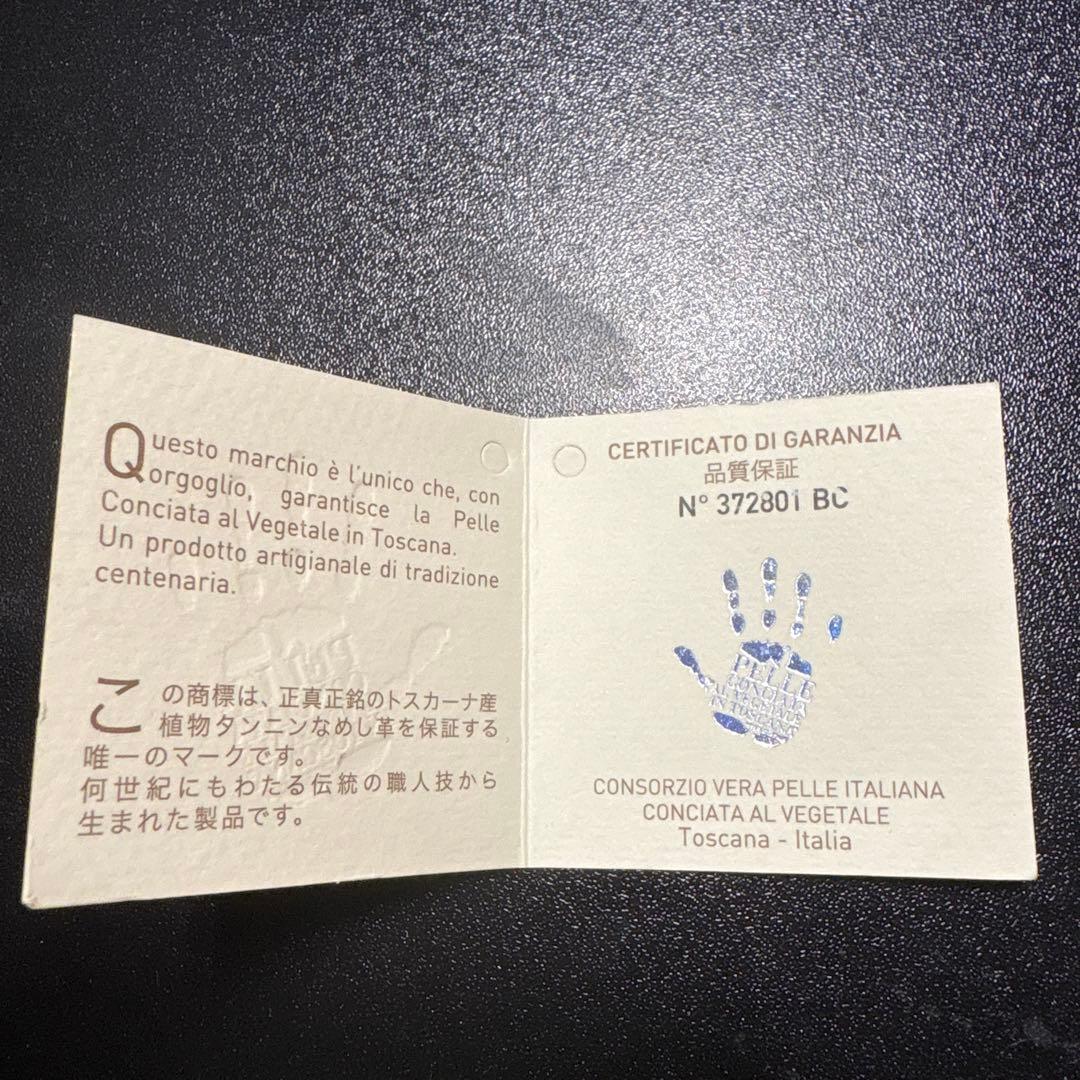 Questo marchio è l'unico che, con
orgoglio, garantisce la Pelle
Conciata al Vegetale in Toscana.
Un prodotto artigianale di tradizione
centenaria.
この商標は、正真正銘のトスカーナ産
植物タンニンなめし革を保証する
唯一のマークです。
何世紀にもわたる伝統の職人技から
生まれた製品です。
CERTIFICATO DI GARANZIA
品質保証
N° 372801 BC
PELLE
CONCIATA
AL VEGETALE
IN TOSCANA
CONSORZIO VERA PELLE ITALIANA
CONCIATA AL VEGETALE
Toscana - Italia